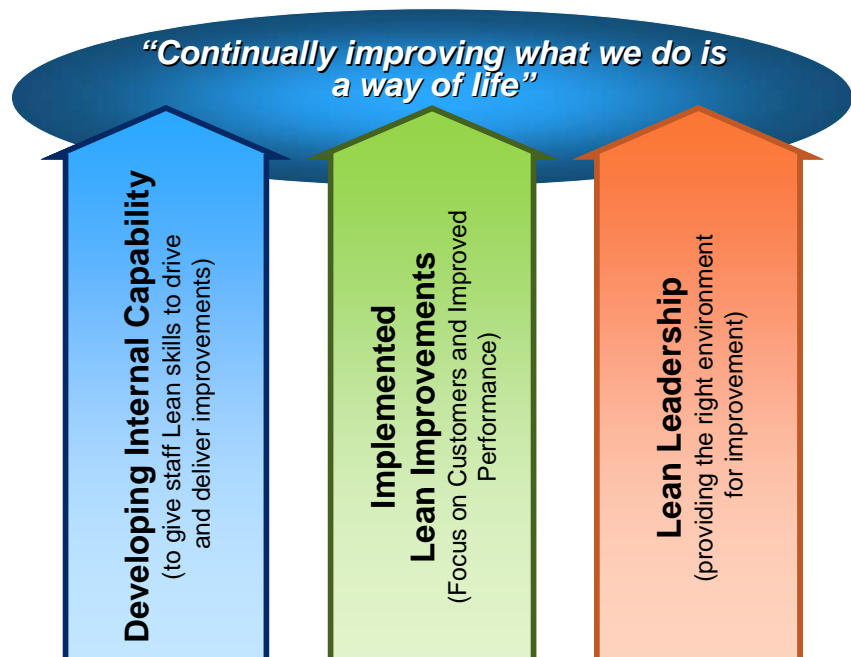 “Continually improving what we do is
a way of life”
Developing Internal Capability
(to give staff Lean skills to drive
and deliver improvements)
Implemented
Lean Improvements
(Focus on Customers and Improved
Performance)
Lean Leadership
(providing the right environment
for improvement)